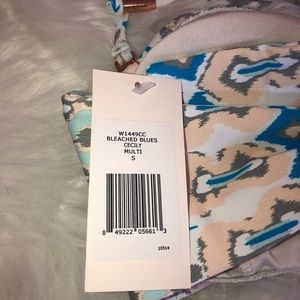 W1449CC
BLEACHED BLUES
CECILY
MULTI
S
8 49222 05661 3
10514